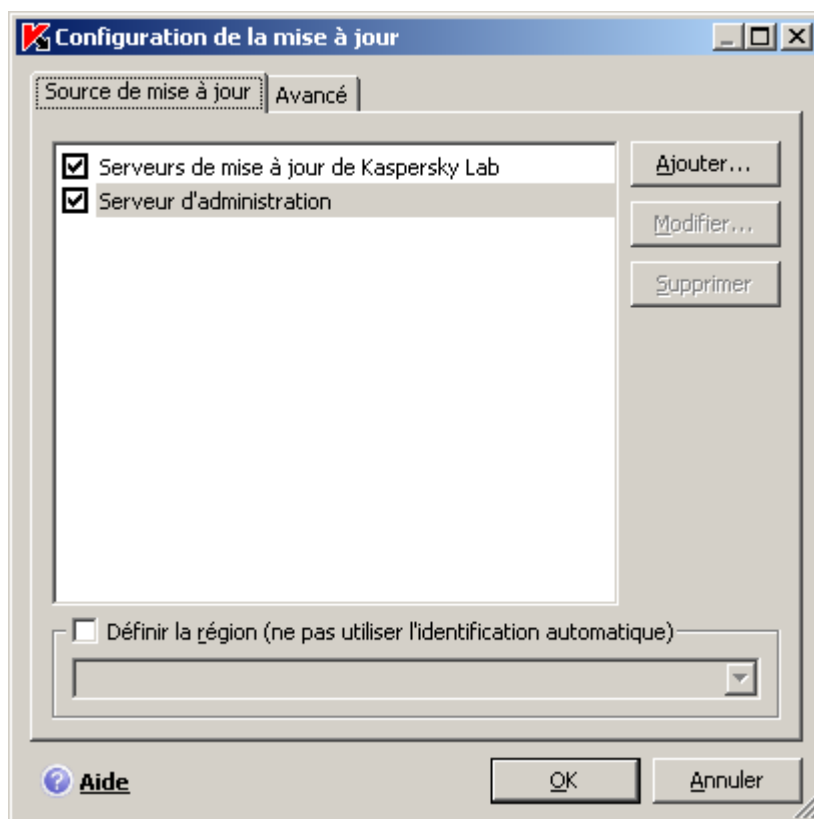 Configuration de la mise à jour
Source de mise à jour
Avancé
Serveurs de mise à jour de Kaspersky Lab
Serveur d'administration
Ajouter...
Modifier...
Supprimer
Définir la région (ne pas utiliser l'identification automatique)
Aide
OK
Annuler